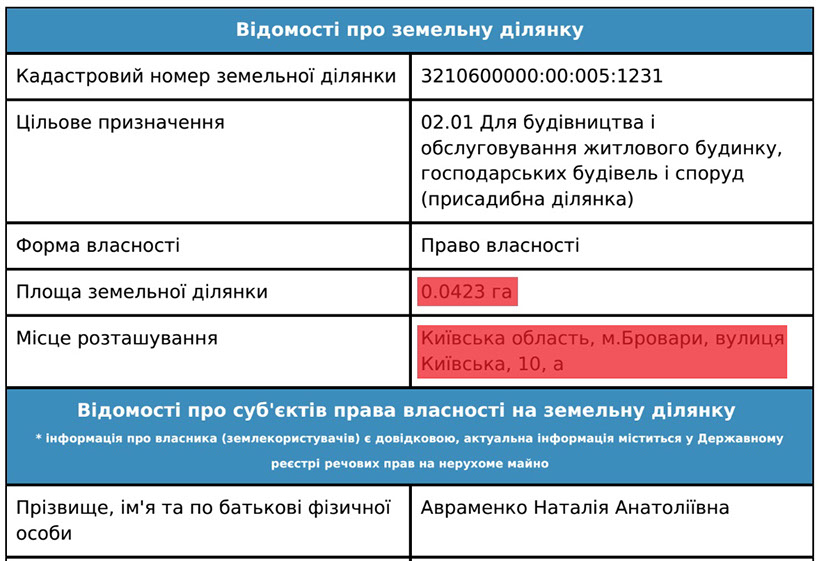 Відомості про земельну ділянку
Кадастровий номер земельної ділянки
3210600000:00:005:1231
Цільове призначення
02.01 Для будівництва і
обслуговування житлового будинку,
господарських будівель і споруд
(присадибна ділянка)
Форма власності
Право власності
Площа земельної ділянки
0.0423 га
Місце розташування
Київська область, м.Бровари, вулиця
Київська, 10, а
Відомості про суб'єктів права власності на земельну ділянку
* інформація про власника (землекористувачів) є довідковою, актуальна інформація міститься у Державному
реєстрі речових прав на нерухоме майно
Прізвище, ім'я та по батькові фізичної
особи
Авраменко Наталія Анатоліївна